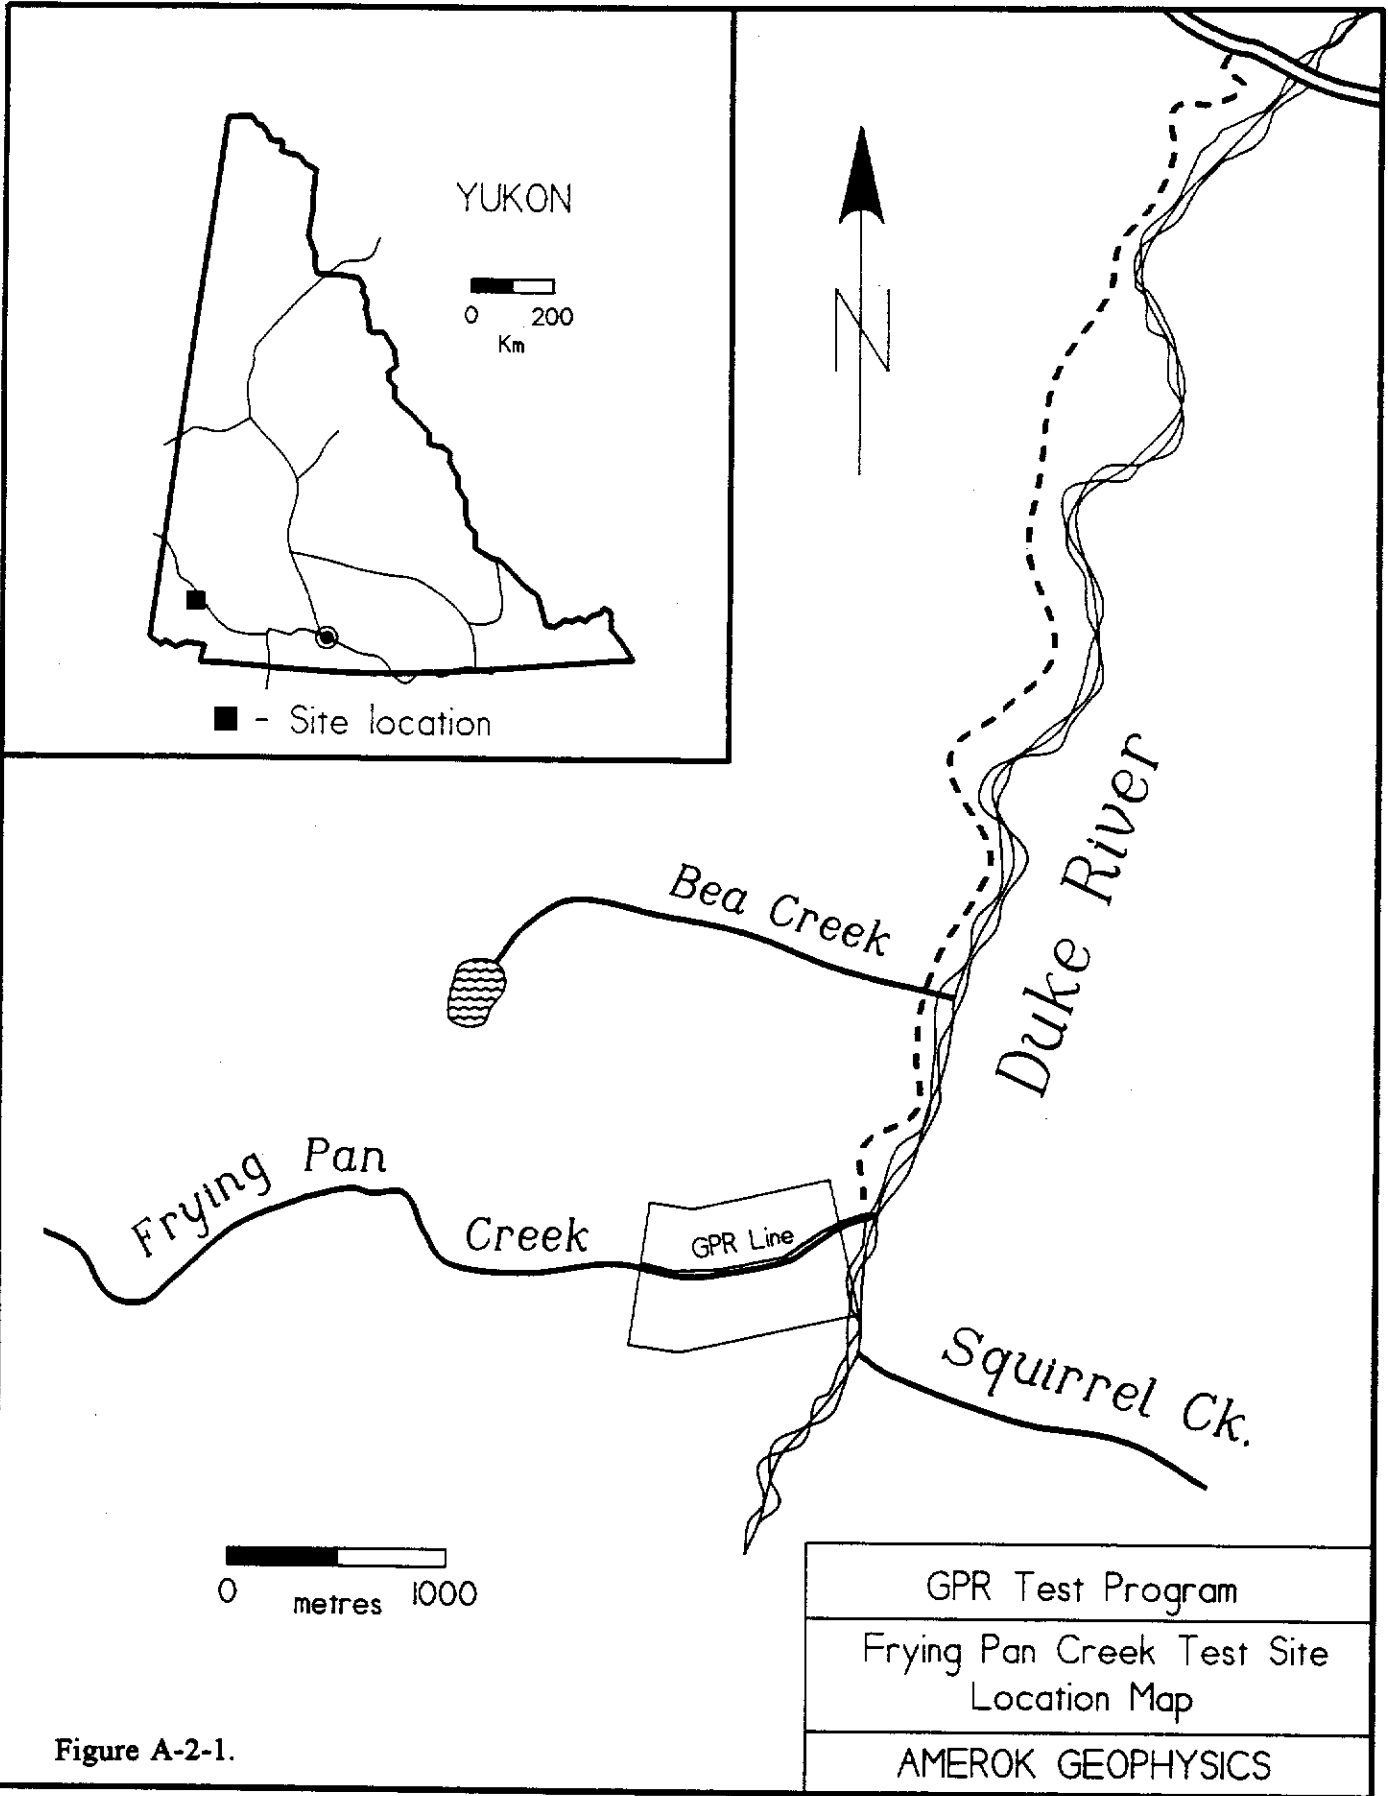 YUKON
0 200
Km
- Site location
N
Duke River
Bea Creek
Frying Pan Creek
GPR Line
Squirrel Ck.
0 metres 1000
GPR Test Program
Frying Pan Creek Test Site
Location Map
AMEROK GEOPHYSICS
Figure A-2-1.